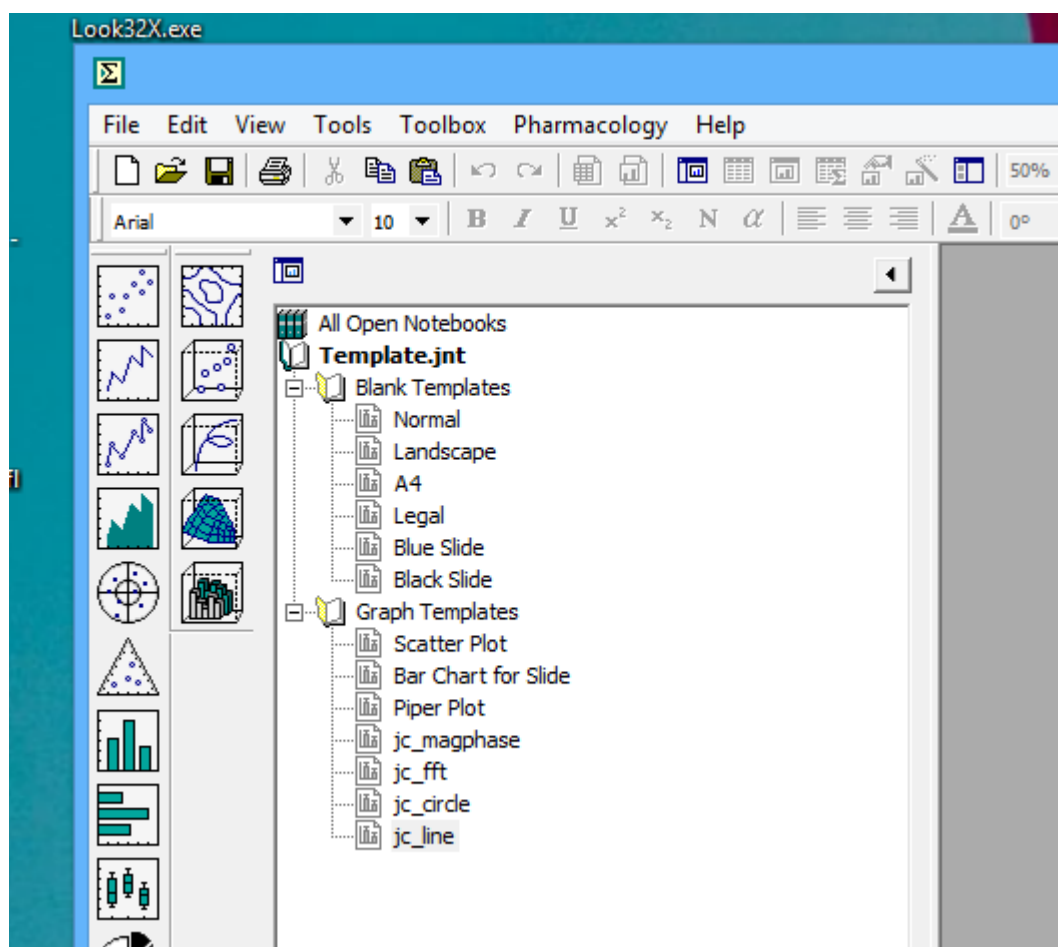 Look32X.exe
File Edit View Tools Toolbox Pharmacology Help
50%
Arial 10 B I U x² x₂ N α A 0°
All Open Notebooks
Template.jnt
Blank Templates
Normal
Landscape
A4
Legal
Blue Slide
Black Slide
Graph Templates
Scatter Plot
Bar Chart for Slide
Piper Plot
jc_magphase
jc_fft
jc_circle
jc_line